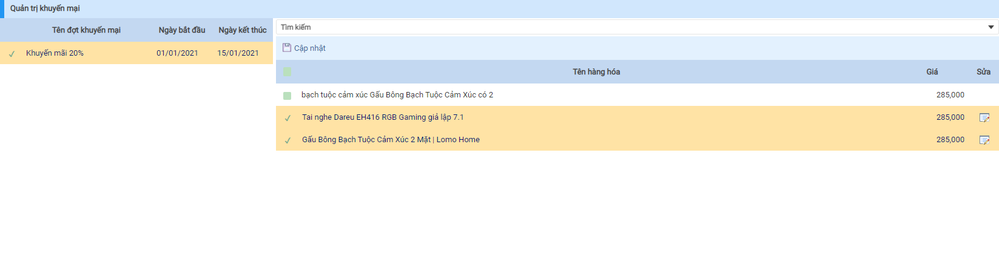 Quản trị khuyến mại
Tên đợt khuyến mại Ngày bắt đầu Ngày kết thúc
Khuyến mãi 20% 01/01/2021 15/01/2021
Tìm kiếm
Cập nhật
Tên hàng hóa Giá Sửa
bạch tuộc cảm xúc Gấu Bông Bạch Tuộc Cảm Xúc có 2 285,000
Tai nghe Dareu EH416 RGB Gaming giả lập 7.1 285,000
Gấu Bông Bạch Tuộc Cảm Xúc 2 Mặt | Lomo Home 285,000